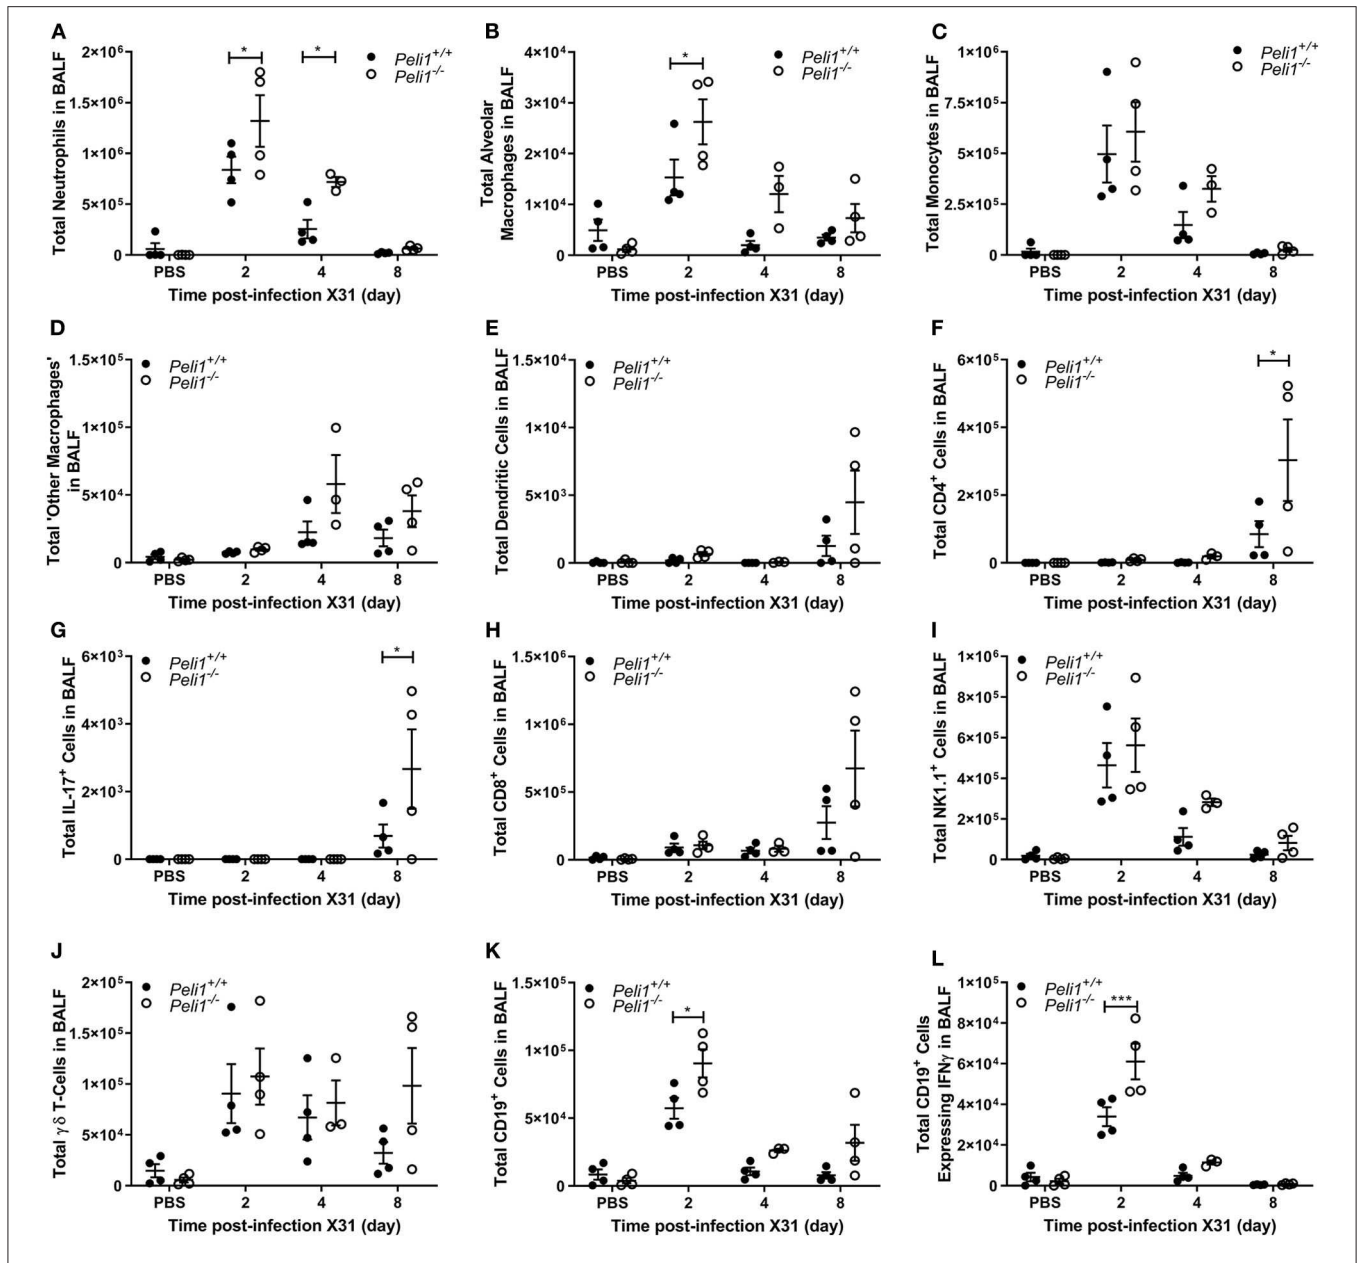 A
Total Neutrophils in BALF
2×10⁶
1.5×10⁶
1×10⁶
5×10⁵
0
* *
Peli1+/+
Peli1-/-
PBS 2 4 8
Time post-infection X31 (day)
B
Total Alveolar
Macrophages in BALF
4×10⁴
3×10⁴
2×10⁴
1×10⁴
0
*
Peli1+/+
Peli1-/-
PBS 2 4 8
Time post-infection X31 (day)
C
Total Monocytes in BALF
1×10⁶
7.5×10⁵
5×10⁵
2.5×10⁵
0
Peli1+/+
Peli1-/-
PBS 2 4 8
Time post-infection X31 (day)
D
Total 'Other Macrophages'
in BALF
1.5×10⁵
1×10⁵
5×10⁴
0
Peli1+/+
Peli1-/-
PBS 2 4 8
Time post-infection X31 (day)
E
Total Dendritic Cells in BALF
1.5×10⁴
1×10⁴
5×10³
0
Peli1+/+
Peli1-/-
PBS 2 4 8
Time post-infection X31 (day)
F
Total CD4⁺ Cells in BALF
6×10⁵
4×10⁵
2×10⁵
0
Peli1+/+
Peli1-/-
*
PBS 2 4 8
Time post-infection X31 (day)
G
Total IL-17⁺ Cells in BALF
6×10³
4×10³
2×10³
0
Peli1+/+
Peli1-/-
*
PBS 2 4 8
Time post-infection X31 (day)
H
Total CD8⁺ Cells in BALF
1.5×10⁶
1×10⁶
5×10⁵
0
Peli1+/+
Peli1-/-
PBS 2 4 8
Time post-infection X31 (day)
I
Total NK1.1⁺ Cells in BALF
1×10⁶
8×10⁵
6×10⁵
4×10⁵
2×10⁵
0
Peli1+/+
Peli1-/-
PBS 2 4 8
Time post-infection X31 (day)
J
Total γδ T-Cells in BALF
2×10⁵
1.5×10⁵
1×10⁵
5×10⁴
0
Peli1+/+
Peli1-/-
PBS 2 4 8
Time post-infection X31 (day)
K
Total CD19⁺ Cells in BALF
1.5×10⁵
1×10⁵
5×10⁴
0
Peli1+/+
Peli1-/-
*
PBS 2 4 8
Time post-infection X31 (day)
L
Total CD19⁺ Cells
Expressing IFNγ in BALF
1×10⁵
8×10⁴
6×10⁴
4×10⁴
2×10⁴
0
Peli1+/+
Peli1-/-
***
PBS 2 4 8
Time post-infection X31 (day)